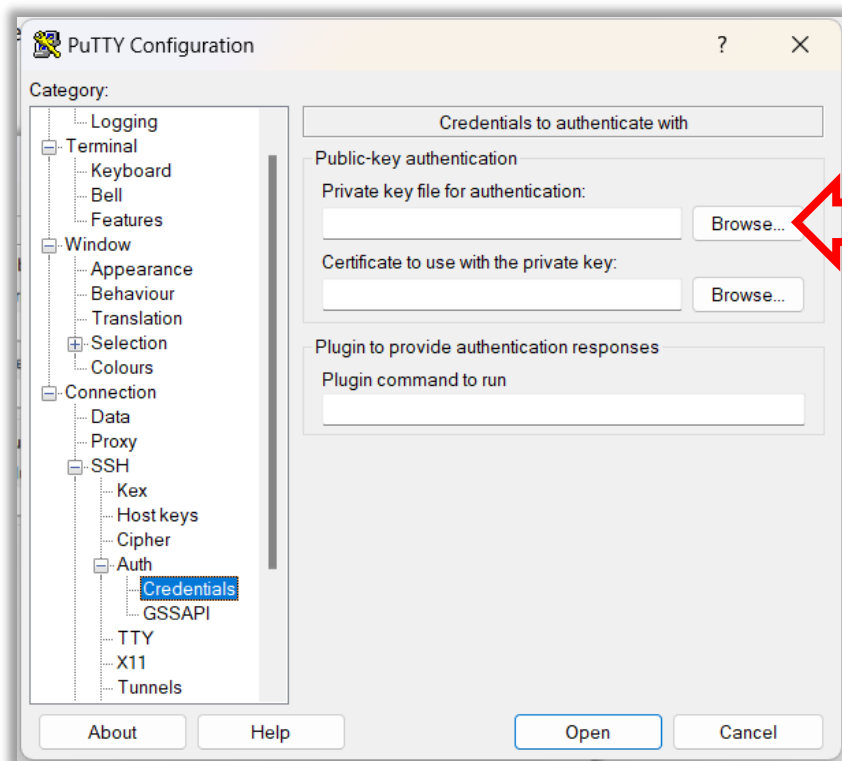 PuTTY Configuration
?
Category:
Logging
Terminal
Keyboard
Bell
Features
Window
Appearance
Behaviour
Translation
Selection
Colours
Connection
Data
Proxy
SSH
Kex
Host keys
Cipher
Auth
Credentials
GSSAPI
TTY
X11
Tunnels
Credentials to authenticate with
Public-key authentication
Private key file for authentication:
Browse...
Certificate to use with the private key:
Browse...
Plugin to provide authentication responses
Plugin command to run
About
Help
Open
Cancel